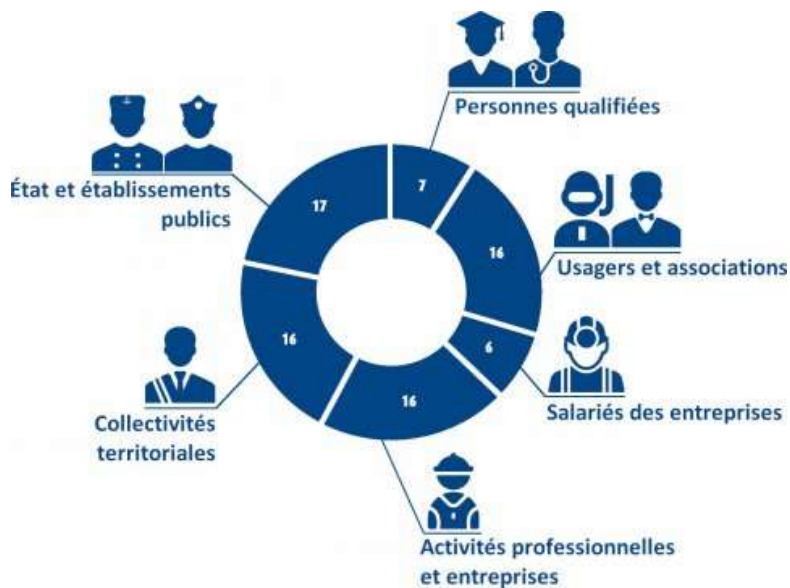 Personnes qualifiées
7
État et établissements
publics
17
16
Usagers et associations
6
Salariés des entreprises
16
Collectivités
territoriales
16
Activités professionnelles
et entreprises